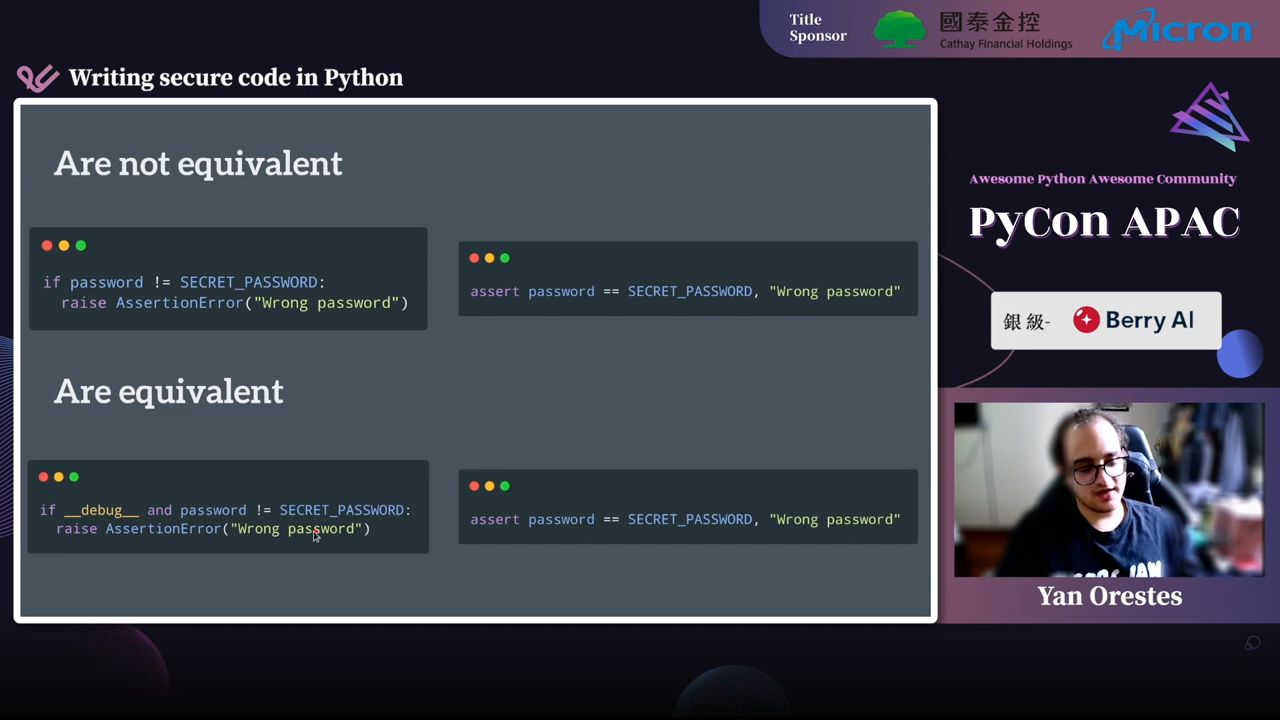 Title
Sponsor
國泰金控
Cathay Financial Holdings
Micron
Writing secure code in Python
Are not equivalent
if password != SECRET_PASSWORD:
raise AssertionError("Wrong password")
assert password == SECRET_PASSWORD, "Wrong password"
Are equivalent
if __debug__ and password != SECRET_PASSWORD:
raise AssertionError("Wrong password")
assert password == SECRET_PASSWORD, "Wrong password"
Awesome Python Awesome Community
PyCon APAC
銀級-
Berry AI
Yan Orestes